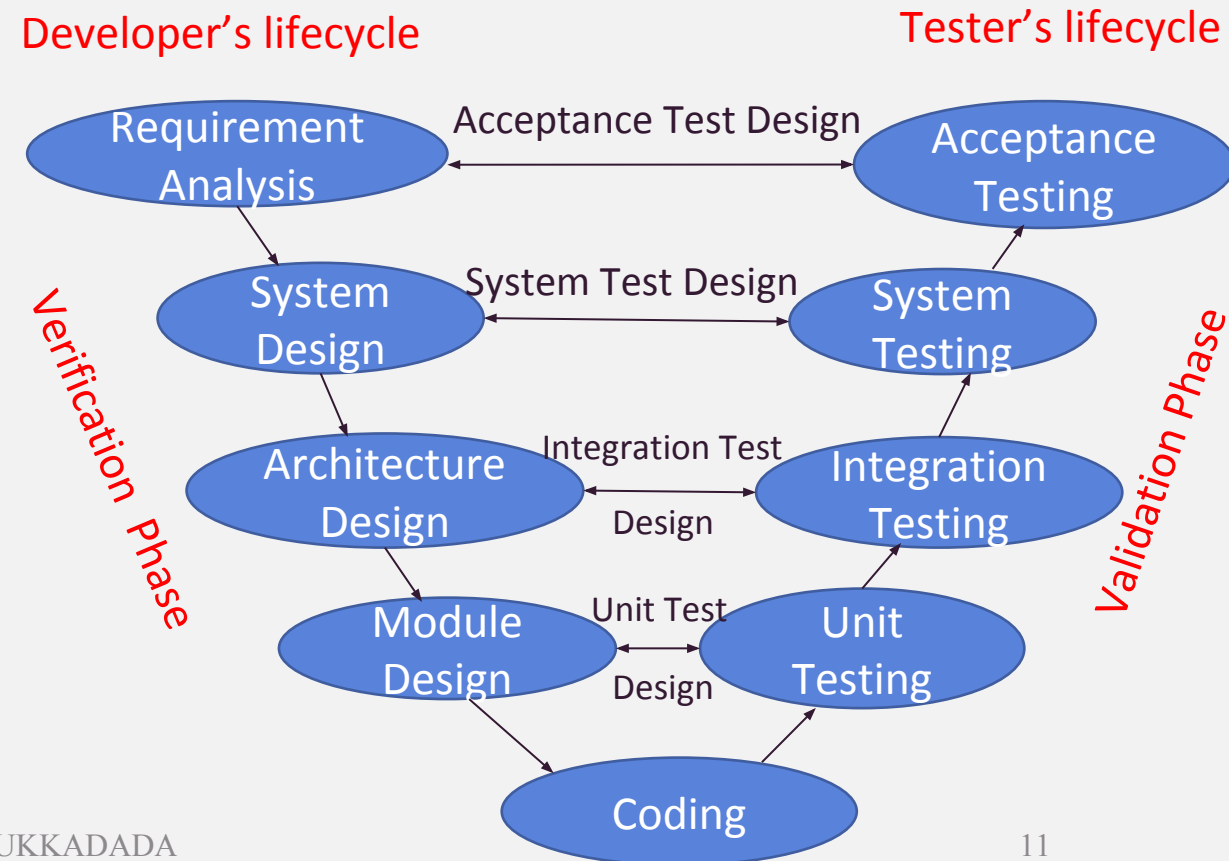 Developer’s lifecycle
Tester’s lifecycle
Requirement
Analysis
Acceptance Test Design
Acceptance
Testing
System
Design
System Test Design
System
Testing
Verification Phase
Validation Phase
Architecture
Design
Integration Test
Design
Integration
Testing
Module
Design
Unit Test
Design
Unit
Testing
Coding
UKKADADA
11